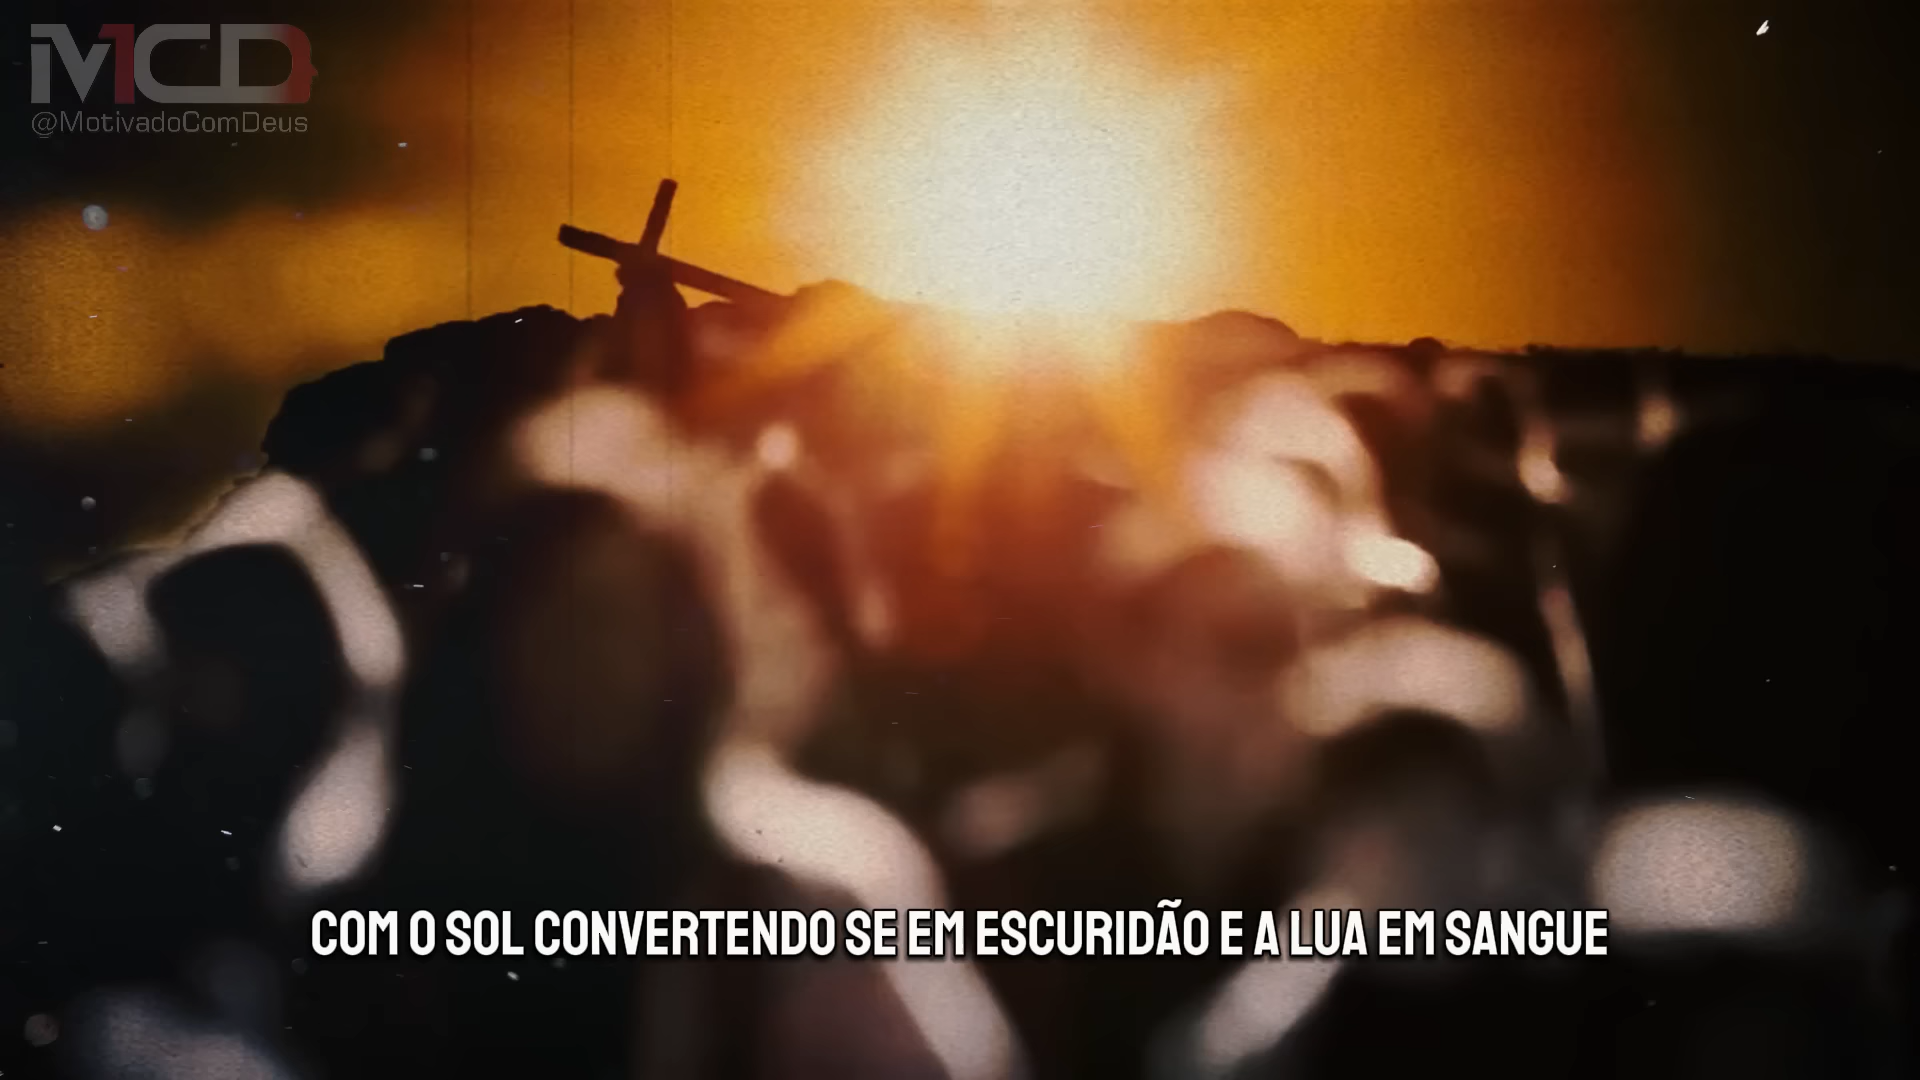 MCD
@MotivadoComDeus
COM O SOL CONVERTENDO SE EM ESCURIDÃO E A LUA EM SANGUE